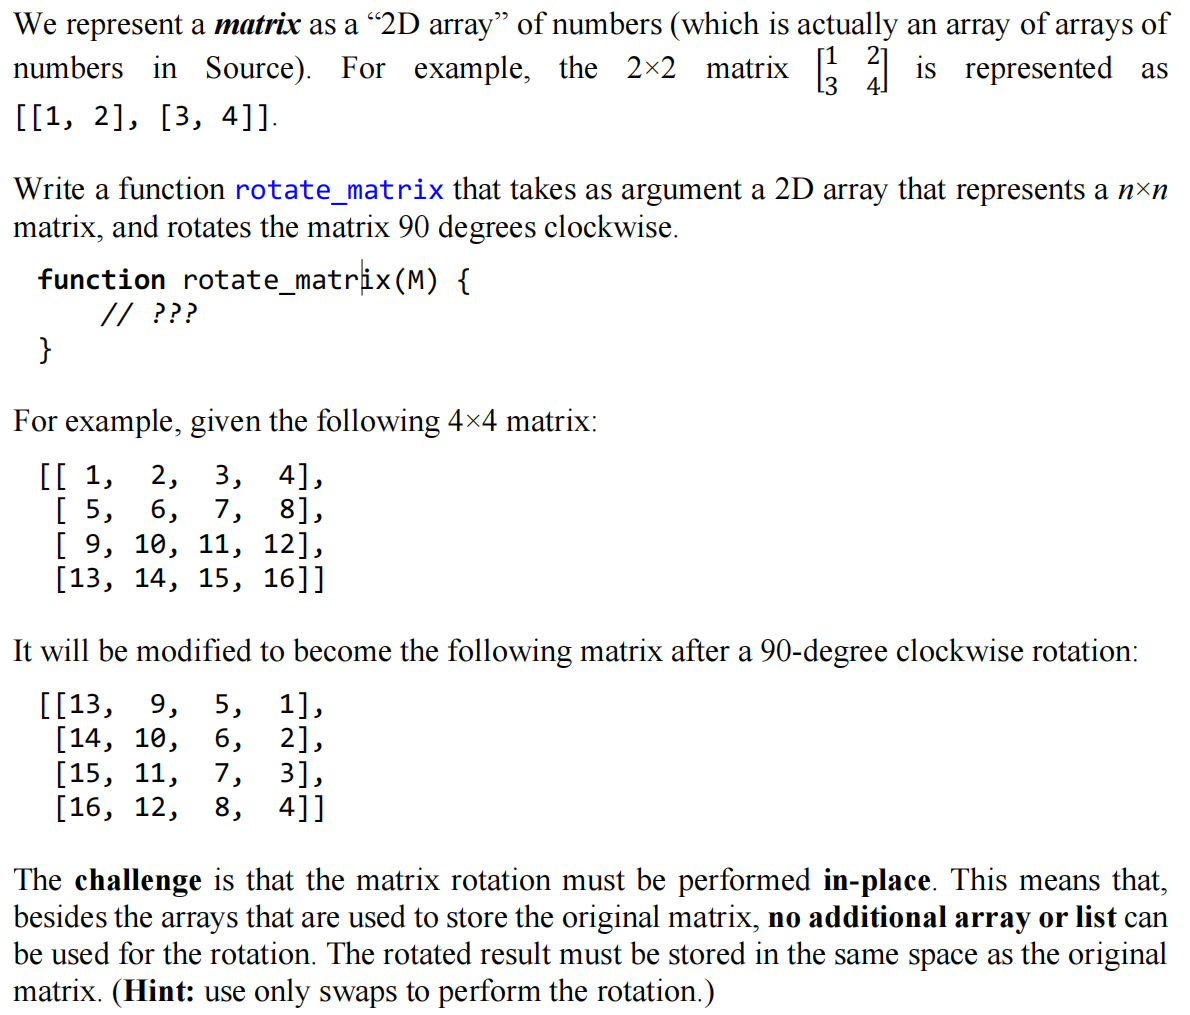 We represent a matrix as a “2D array” of numbers (which is actually an array of arrays of
numbers in Source). For example, the 2×2 matrix [1 2
3 4] is represented as
[[1, 2], [3, 4]].
Write a function rotate_matrix that takes as argument a 2D array that represents a n×n
matrix, and rotates the matrix 90 degrees clockwise.
function rotate_matrix(M) {
// ???
}
For example, given the following 4×4 matrix:
[[ 1, 2, 3, 4],
[ 5, 6, 7, 8],
[ 9, 10, 11, 12],
[13, 14, 15, 16]]
It will be modified to become the following matrix after a 90-degree clockwise rotation:
[[13, 9, 5, 1],
[14, 10, 6, 2],
[15, 11, 7, 3],
[16, 12, 8, 4]]
The challenge is that the matrix rotation must be performed in-place. This means that,
besides the arrays that are used to store the original matrix, no additional array or list can
be used for the rotation. The rotated result must be stored in the same space as the original
matrix. (Hint: use only swaps to perform the rotation.)